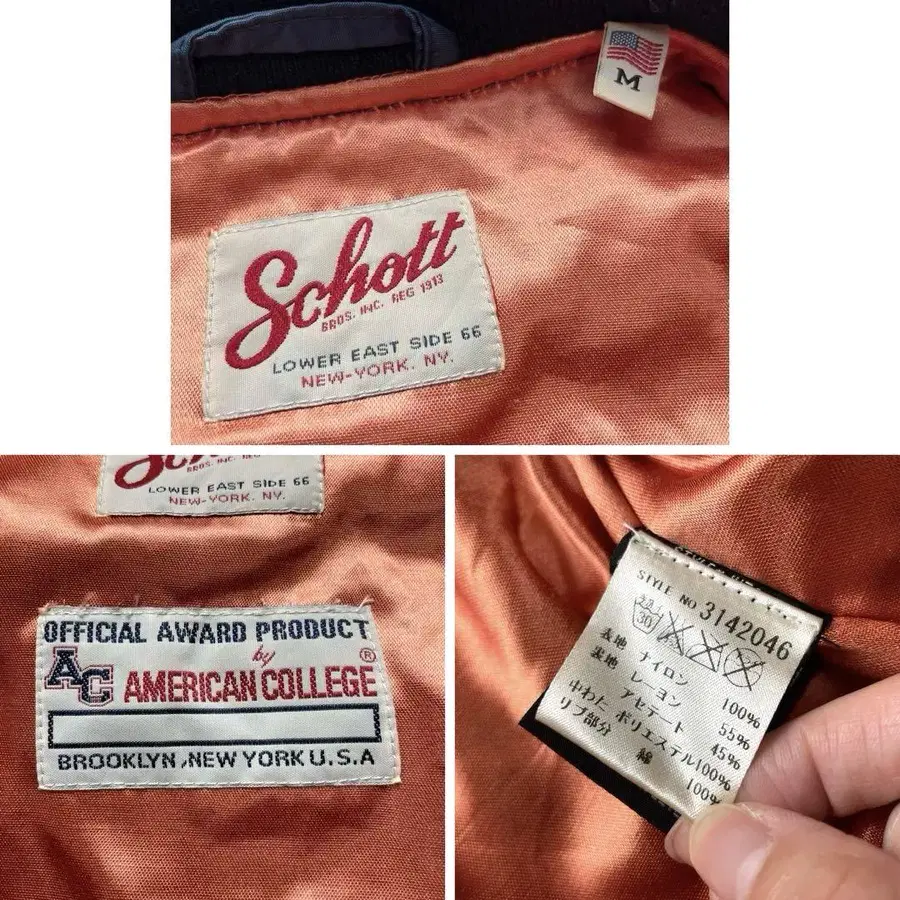 M
Schott
BROS. INC. REG 1913
LOWER EAST SIDE 66
NEW-YORK. NY.
LOWER EAST SIDE 66
NEW-YORK. NY.
OFFICIAL AWARD PRODUCT
by
AC AMERICAN COLLEGE®
BROOKLYN,NEW YORK U.S.A
STYLE NO 3142046
30
表地 ナイロン 100%
裏地 レーヨン 55%
アセテート 45%
中わた ポリエステル100%
リブ部分 綿 100%